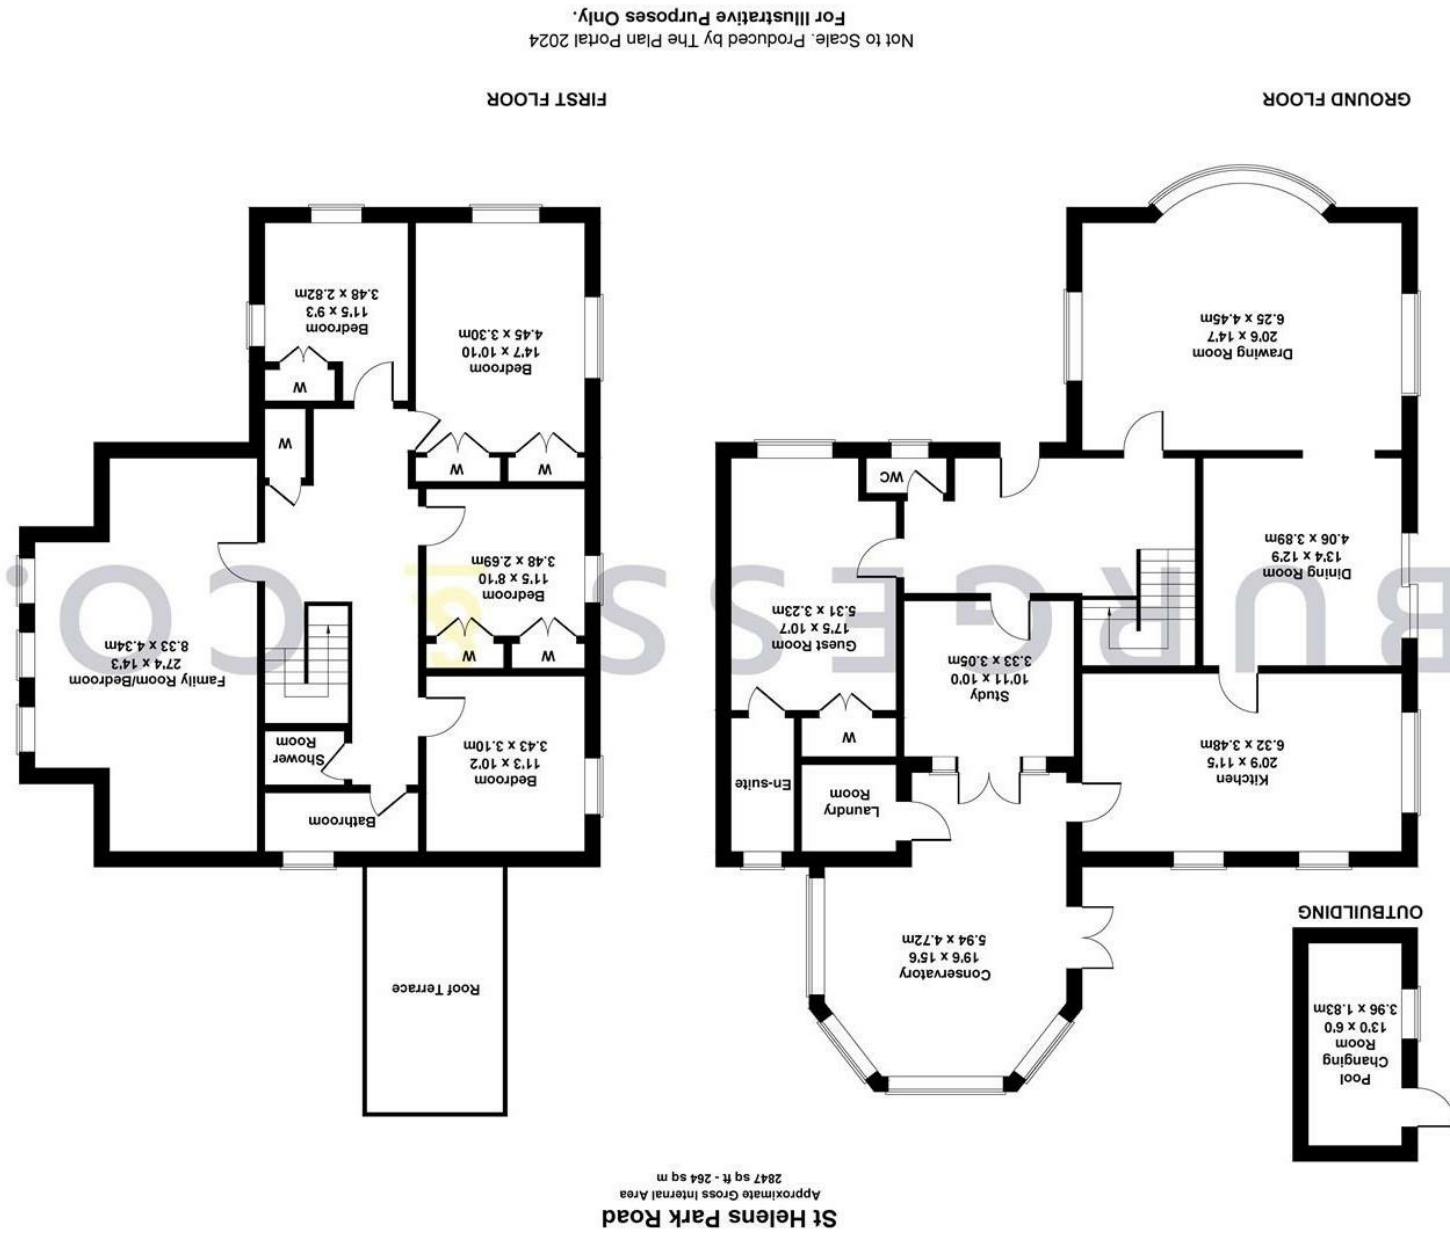 St Helens Park Road
Approximate Gross Internal Area
2847 sq ft - 264 sq m
OUTBUILDING
Pool
Changing
Room
13'0 x 6'0
3.96 x 1.83m
Conservatory
19'6 x 15'6
5.94 x 4.72m
Kitchen
20'9 x 11'5
6.32 x 3.48m
Laundry
Room
En-suite
W
Study
10'11 x 10'0
3.33 x 3.05m
Guest Room
17'5 x 10'7
5.31 x 3.23m
Dining Room
13'4 x 12'9
4.06 x 3.89m
WC
Drawing Room
20'6 x 14'7
6.25 x 4.45m
GROUND FLOOR
Roof Terrace
Bathroom
Shower
Room
Bedroom
11'3 x 10'2
3.43 x 3.10m
W
W
Family Room/Bedroom
27'4 x 14'3
8.33 x 4.34m
Bedroom
11'5 x 8'10
3.48 x 2.69m
W
W
W
W
Bedroom
14'7 x 10'10
4.45 x 3.30m
Bedroom
11'5 x 9'3
3.48 x 2.82m
FIRST FLOOR
Not to Scale. Produced by The Plan Portal 2024
For Illustrative Purposes Only.
BURGESS & CO.